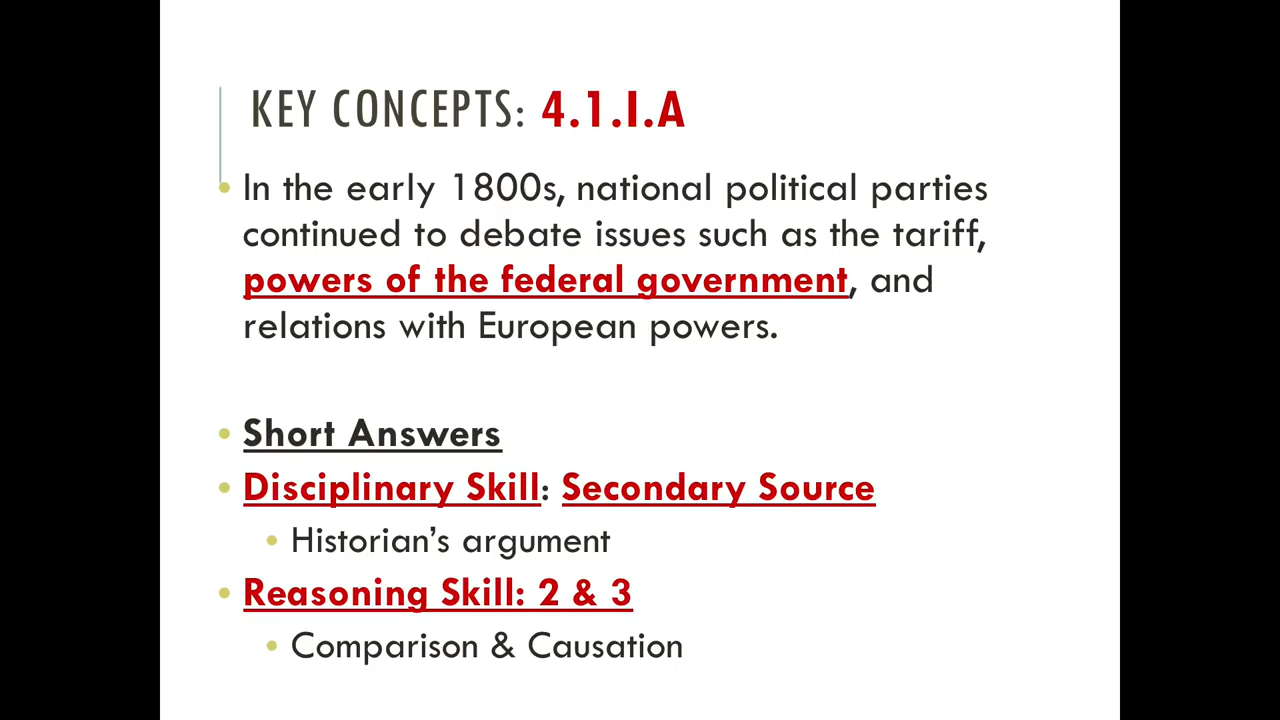 KEY CONCEPTS: 4.1.I.A
• In the early 1800s, national political parties
continued to debate issues such as the tariff,
powers of the federal government, and
relations with European powers.
• Short Answers
• Disciplinary Skill: Secondary Source
• Historian’s argument
• Reasoning Skill: 2 & 3
• Comparison & Causation